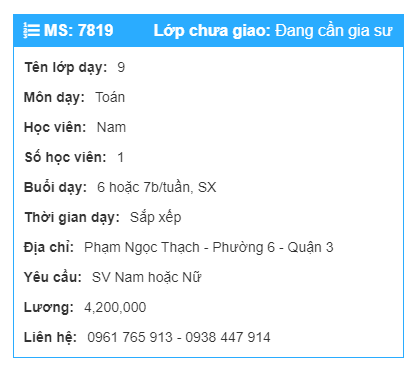 MS: 7819 Lớp chưa giao: Đang cần gia sư
Tên lớp dạy: 9
Môn dạy: Toán
Học viên: Nam
Số học viên: 1
Buổi dạy: 6 hoặc 7b/tuần, SX
Thời gian dạy: Sắp xếp
Địa chỉ: Phạm Ngọc Thạch - Phường 6 - Quận 3
Yêu cầu: SV Nam hoặc Nữ
Lương: 4,200,000
Liên hệ: 0961 765 913 - 0938 447 914